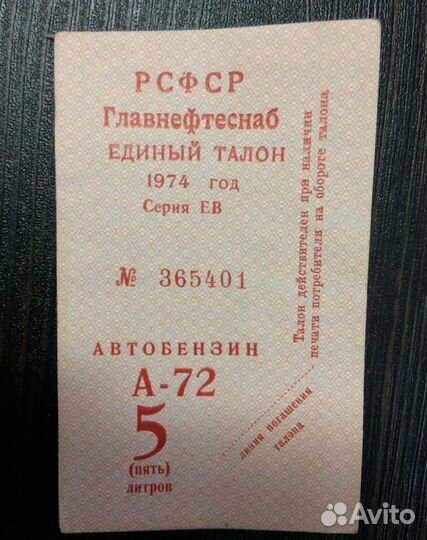 РСФСР
Главнефтеснаб
ЕДИНЫЙ ТАЛОН
1974 год
Серия ЕВ
№ 365401
АВТОБЕНЗИН
А-72
5
(пять)
литров
Талон действителен при наличии
печати потребителя на обороте талона.
линия погашения
талона
Avito